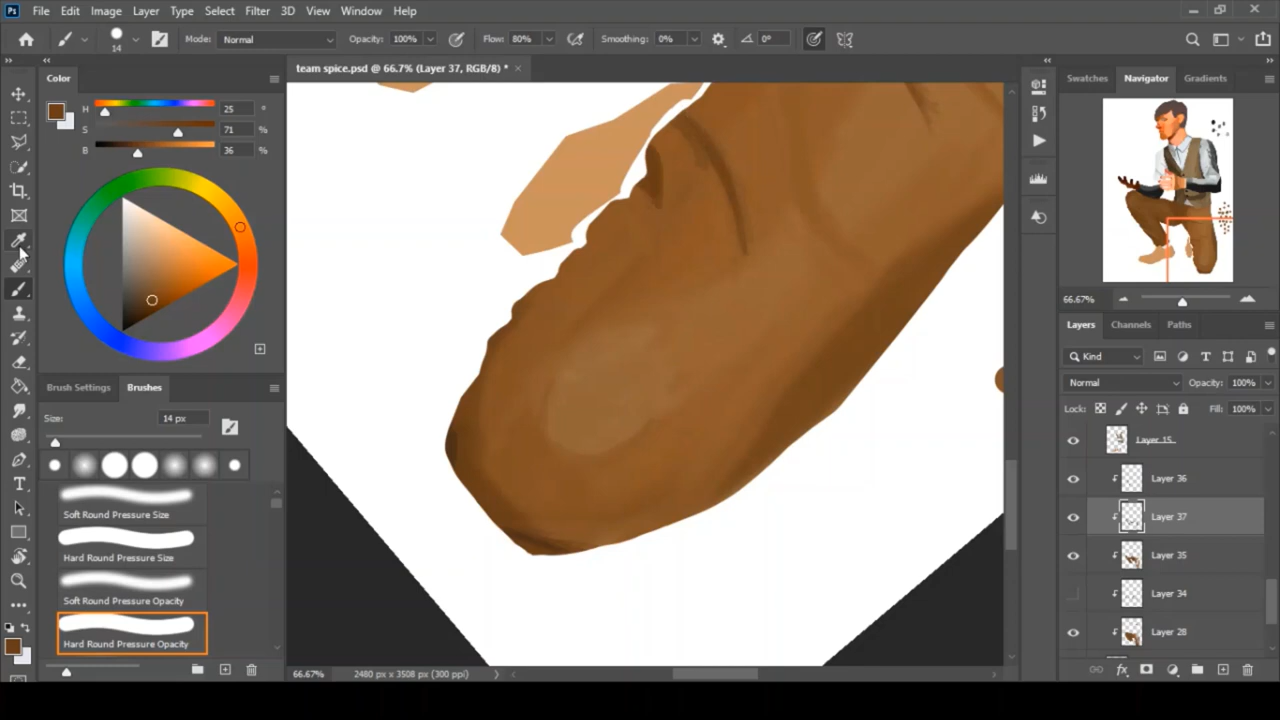 Ps File Edit Image Layer Type Select Filter 3D View Window Help
14 Mode: Normal Opacity: 100% Flow: 80% Smoothing: 0% 0°
Color
H 25 °
S 71 %
B 36 %
Brush Settings Brushes
Size: 14 px
Soft Round Pressure Size
Hard Round Pressure Size
Soft Round Pressure Opacity
Hard Round Pressure Opacity
team spice.psd @ 66.7% (Layer 37, RGB/8) *
66.67% 2480 px x 3508 px (300 ppi)
Swatches Navigator Gradients
66.67%
Layers Channels Paths
Kind
Normal Opacity: 100%
Lock: Fill: 100%
Layer 15
Layer 36
Layer 37
Layer 35
Layer 34
Layer 28